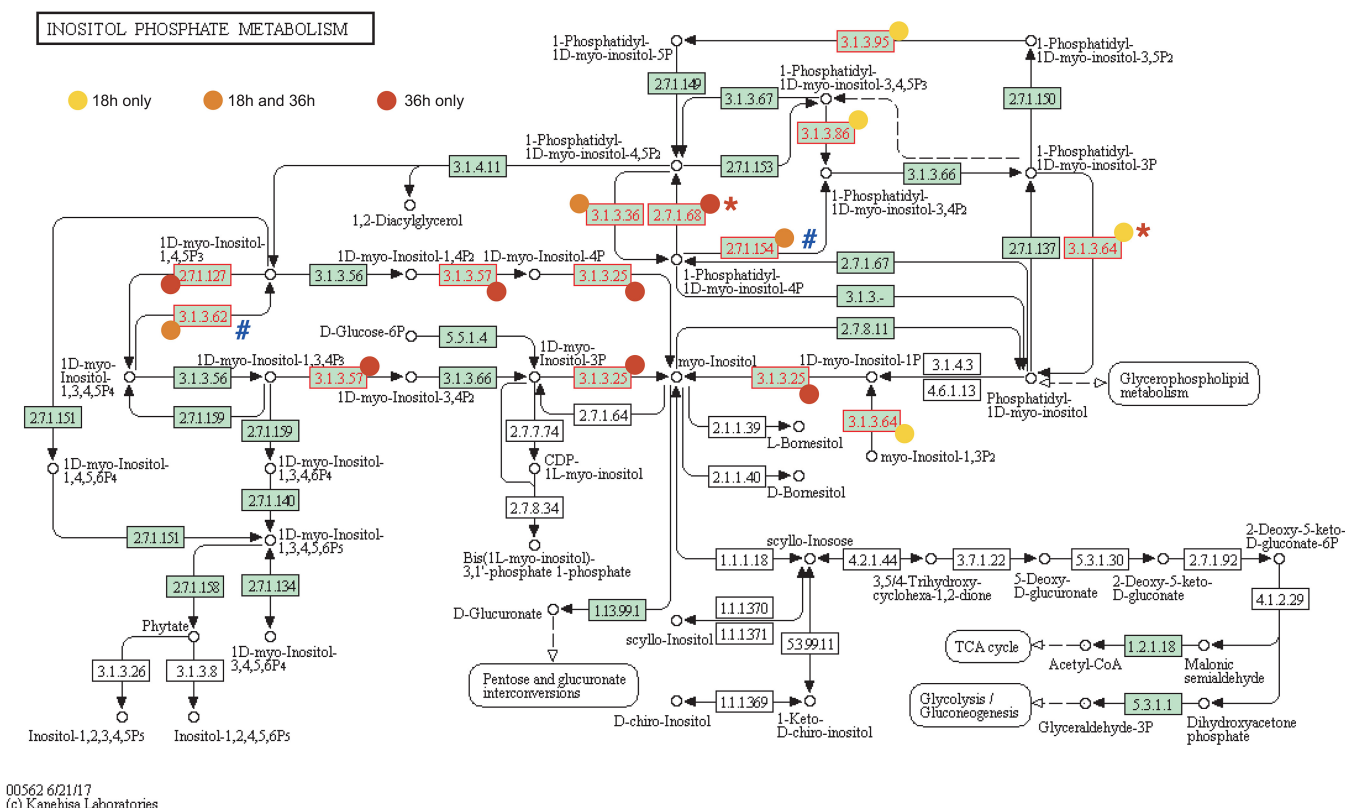 INOSITOL PHOSPHATE METABOLISM
18h only
18h and 36h
36h only
1-Phosphatidyl-
1D-myo-inositol-5P
3.1.3.95
1-Phosphatidyl-
1D-myo-inositol-3,5P2
2.7.1.149
3.1.3.67
1-Phosphatidyl-
1D-myo-inositol-3,4,5P3
2.7.1.150
3.1.3.86
1-Phosphatidyl-
1D-myo-inositol-4,5P2
3.1.4.11
2.7.1.153
3.1.3.66
1-Phosphatidyl-
1D-myo-inositol-3P
1,2-Diacylglycerol
3.1.3.36
2.7.1.68
*
1-Phosphatidyl-
1D-myo-inositol-3,4P2
2.7.1.154
#
2.7.1.137
3.1.3.64
*
1D-myo-Inositol-
1,4,5P3
1D-myo-Inositol-1,4P2
1D-myo-Inositol-4P
2.7.1.127
3.1.3.56
3.1.3.57
3.1.3.25
1-Phosphatidyl-
1D-myo-inositol-4P
2.7.1.67
3.1.3.-
3.1.3.62
#
D-Glucose-6P
5.5.1.4
2.7.8.11
1D-myo-
Inositol-
1,3,4,5P4
3.1.3.56
1D-myo-Inositol-1,3,4P3
3.1.3.57
1D-myo-Inositol-3,4P2
3.1.3.66
1D-myo-
Inositol-3P
3.1.3.25
myo-Inositol
3.1.3.25
1D-myo-Inositol-1P
3.1.4.3
4.6.1.13
Phosphatidyl-
1D-myo-inositol
Glycerophospholipid
metabolism
2.7.1.151
2.7.1.159
2.7.1.159
2.7.1.64
2.7.7.74
2.1.1.39
L-Bornesitol
3.1.3.64
myo-Inositol-1,3P2
1D-myo-Inositol-
1,4,5,6P4
1D-myo-Inositol-
1,3,4,6P4
CDP-
1L-myo-inositol
2.1.1.40
D-Bornesitol
2.7.1.140
2.7.8.34
2.7.1.151
1D-myo-Inositol-
1,3,4,5,6P5
Bis(1L-myo-inositol)-
3,1'-phosphate 1-phosphate
1.1.1.18
scyllo-Inosose
4.2.1.44
3,5/4-Trihydroxy-
cyclohexa-1,2-dione
3.7.1.22
5-Deoxy-
D-glucuronate
5.3.1.30
2-Deoxy-5-keto-
D-gluconate
2.7.1.92
2-Deoxy-5-keto-
D-gluconate-6P
4.1.2.29
2.7.1.158
2.7.1.134
D-Glucuronate
1.13.99.1
1.1.1.370
1.1.1.371
scyllo-Inositol
5.3.99.11
Phytate
1D-myo-Inositol-
3,4,5,6P4
TCA cycle
Acetyl-CoA
1.2.1.18
Malonic
semialdehyde
3.1.3.26
3.1.3.8
Pentose and glucuronate
interconversions
D-chiro-Inositol
1.1.1.369
1-Keto-
D-chiro-inositol
Glycolysis /
Gluconeogenesis
Glyceraldehyde-3P
5.3.1.1
Dihydroxyacetone
phosphate
Inositol-1,2,3,4,5P5
Inositol-1,2,4,5,6P5
00562 6/21/17
(c) Kanehisa Laboratories